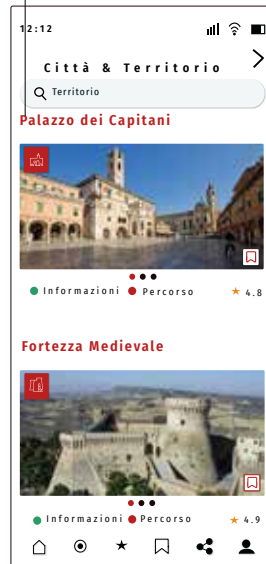 12:12
Città & Territorio
Territorio
Palazzo dei Capitani
Informazioni Percorso 4.8
Fortezza Medievale
Informazioni Percorso 4.9